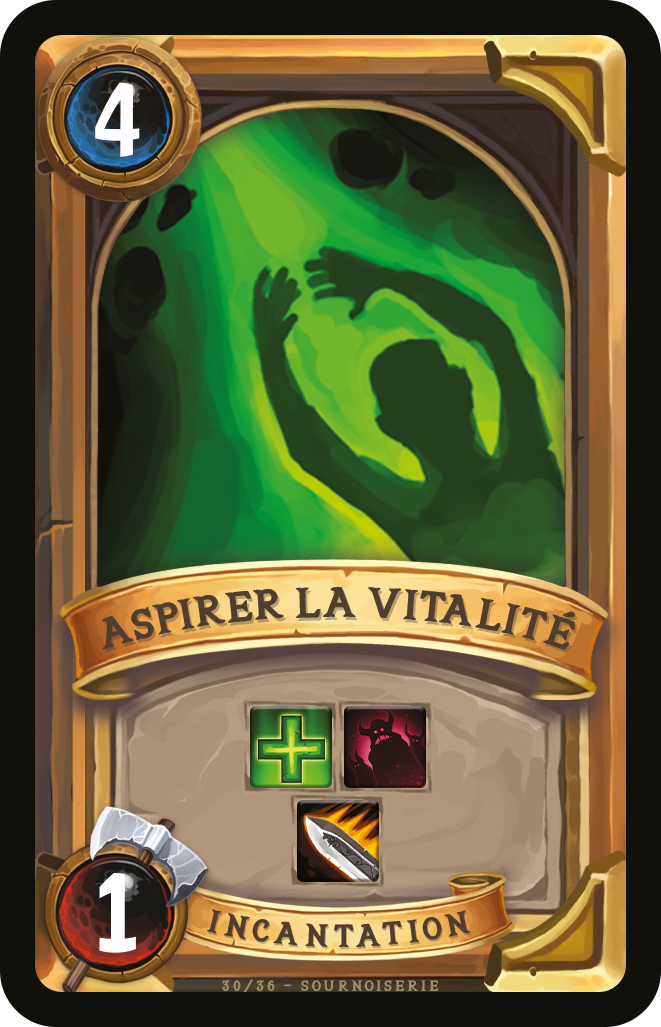 4
ASPIRER LA VITALITÉ
1
INCANTATION
30/36 – SOURNOISERIE